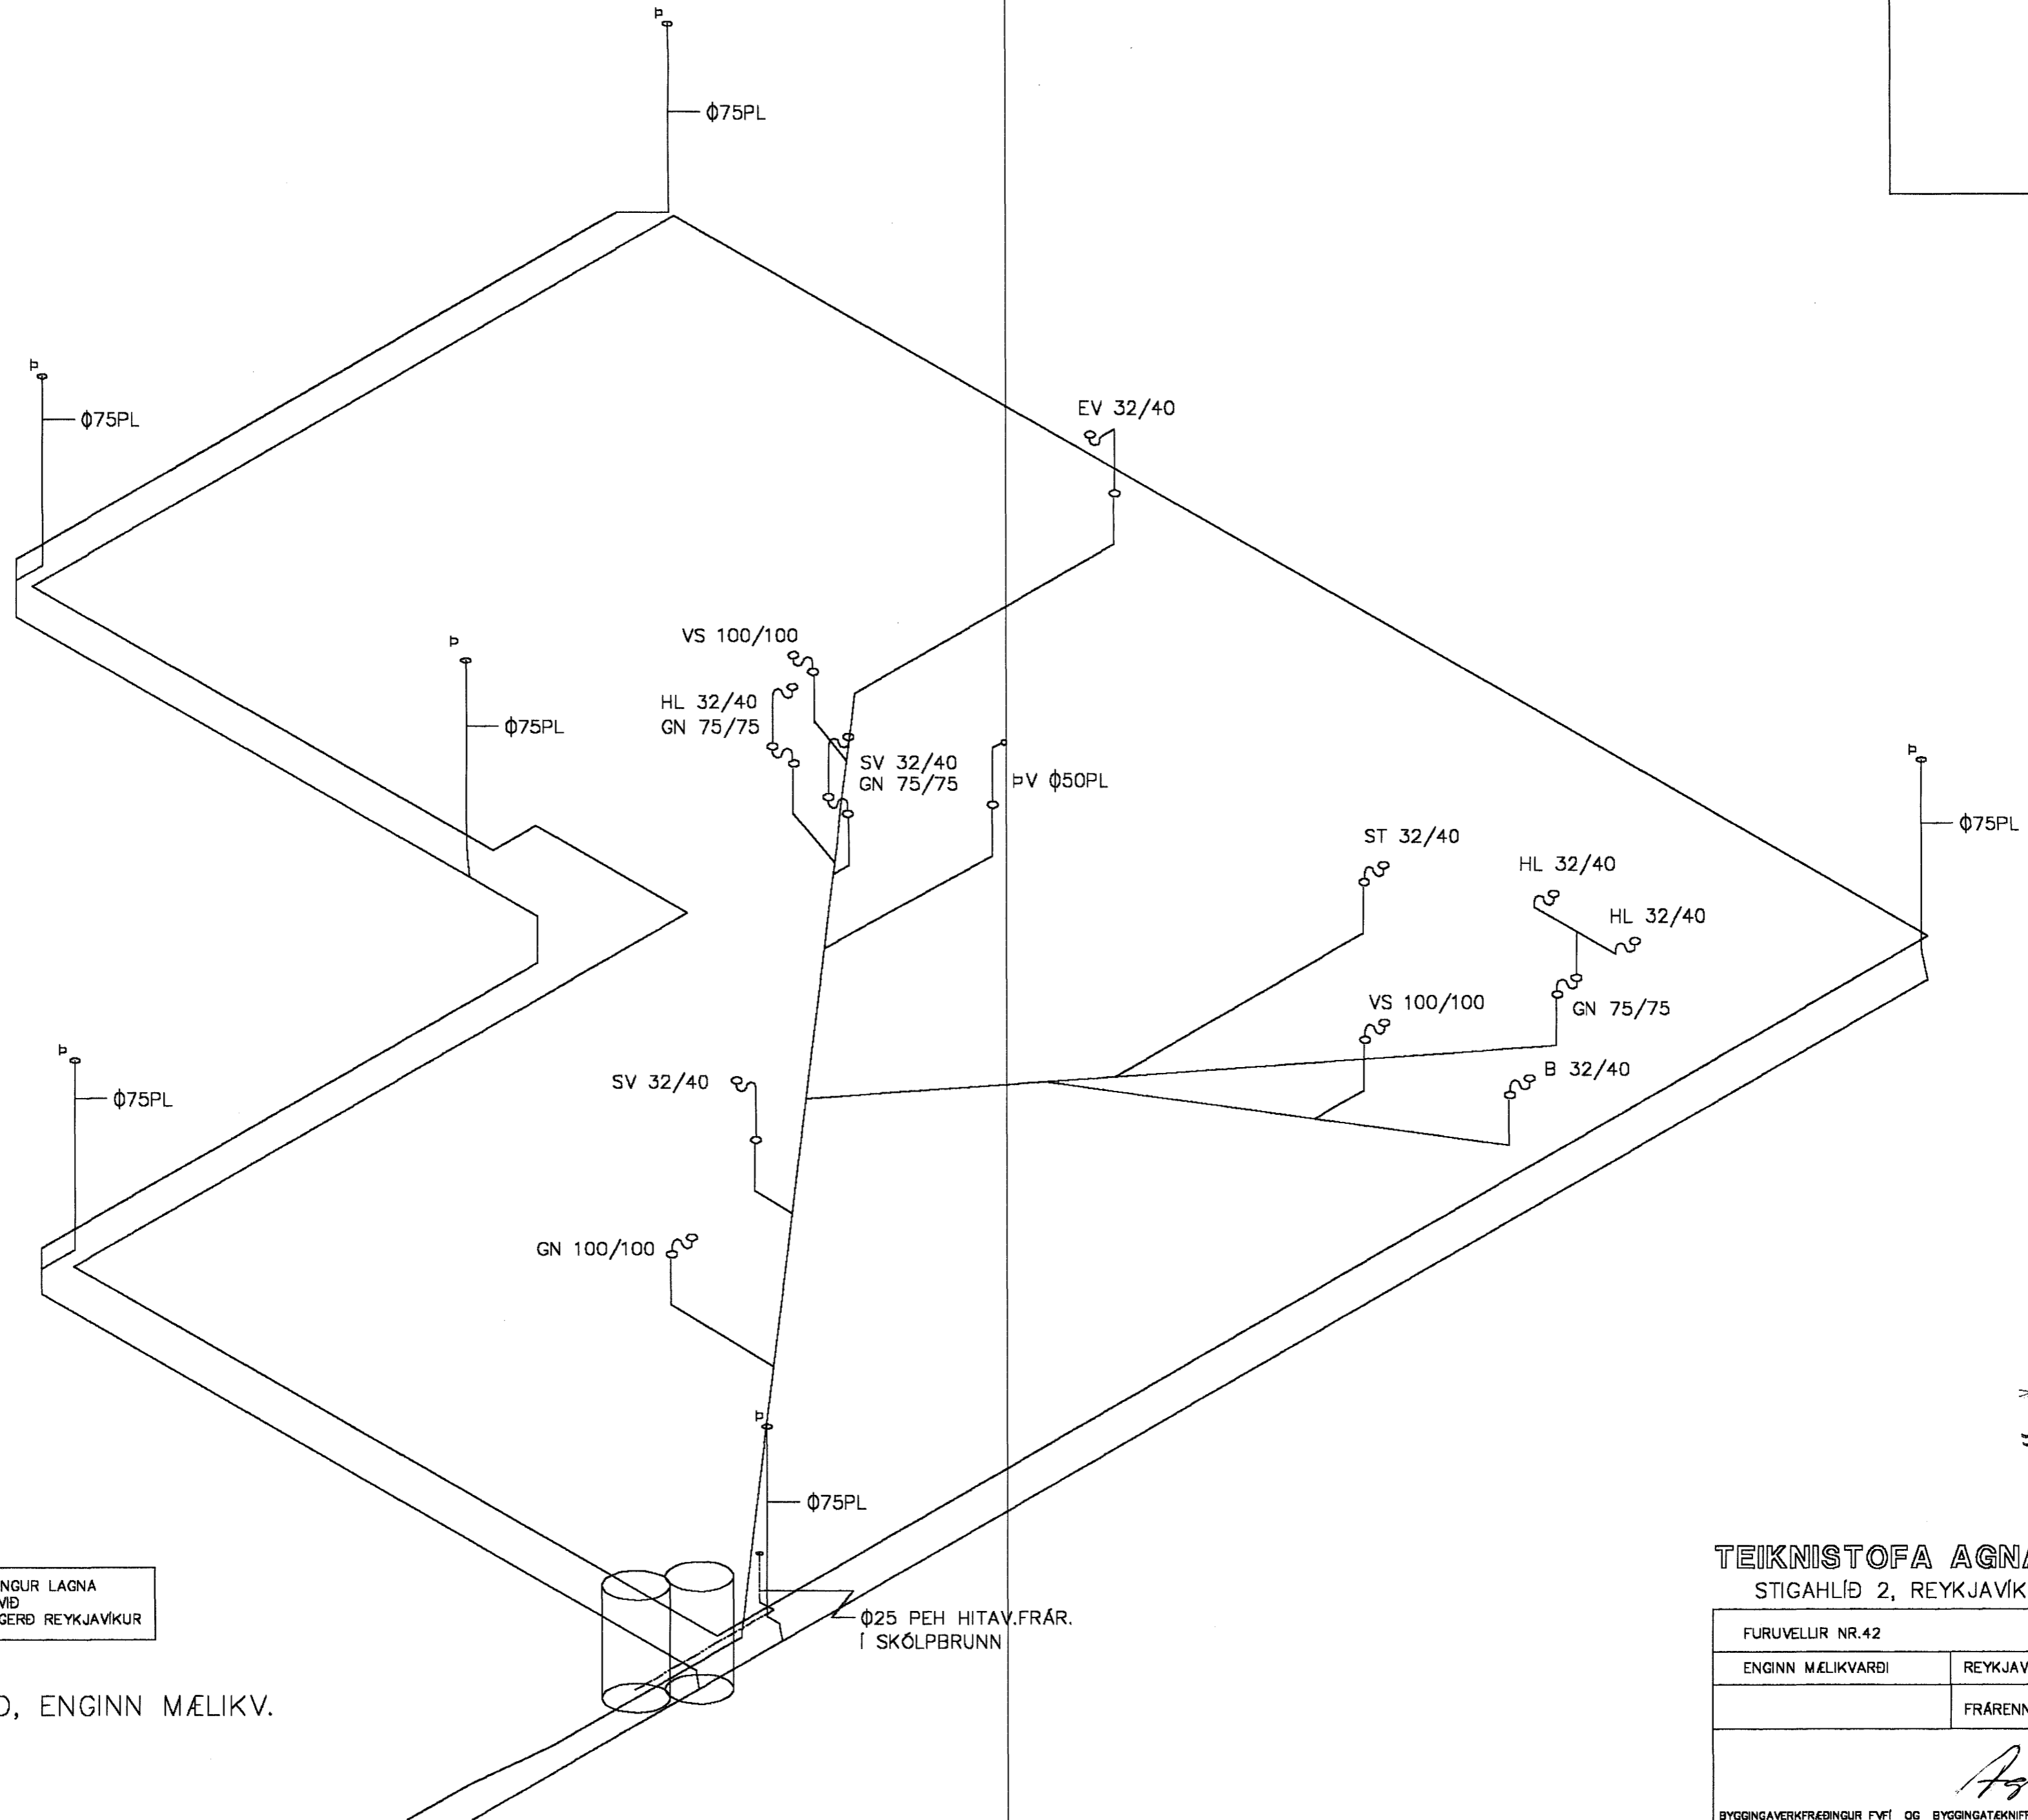 Þ
Φ75PL
Þ
Φ75PL
EV 32/40
VS 100/100
Þ
HL 32/40
GN 75/75
Φ75PL
SV 32/40
GN 75/75
ÞV Φ50PL
Þ
Φ75PL
ST 32/40
HL 32/40
HL 32/40
VS 100/100
GN 75/75
Þ
SV 32/40
B 32/40
Φ75PL
GN 100/100
Þ
Φ75PL
Φ25 PEH HITAV.FRÁR.
Í SKÓLPBRUNN
NGUR LAGNA
VIÐ
GERÐ REYKJAVÍKUR
Ð, ENGINN MÆLIKV.
TEIKNISTOFA AGNA
STIGAHLÍÐ 2, REYKJAVÍK
FURUVELLIR NR.42
ENGINN MÆLIKVARÐI
REYKJAV
FRÁRENN
BYGGINGAVERKFRÆÐINGUR FVFÍ OG BYGGINGATÆKNIF